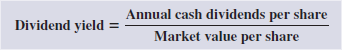 Dividend yield = Annual cash dividends per share
Market value per share